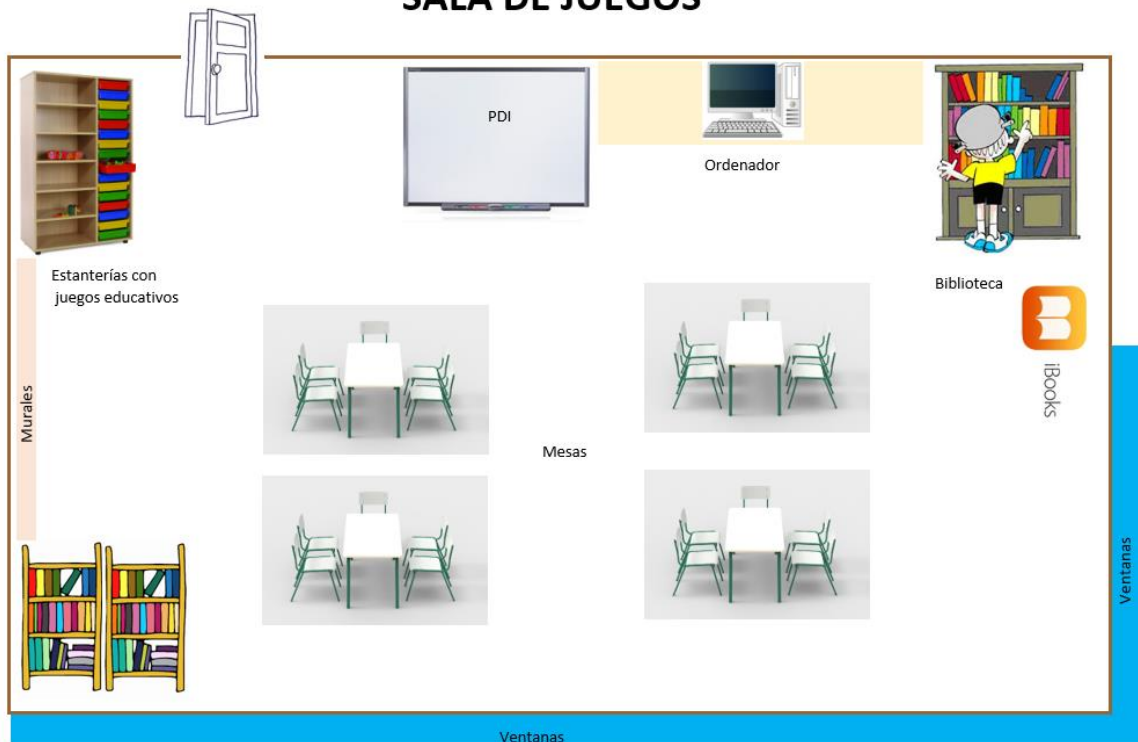 SALA DE JUEGOS
PDI
Ordenador
Estanterías con
juegos educativos
Biblioteca
iBooks
Murales
Mesas
Ventanas
Ventanas